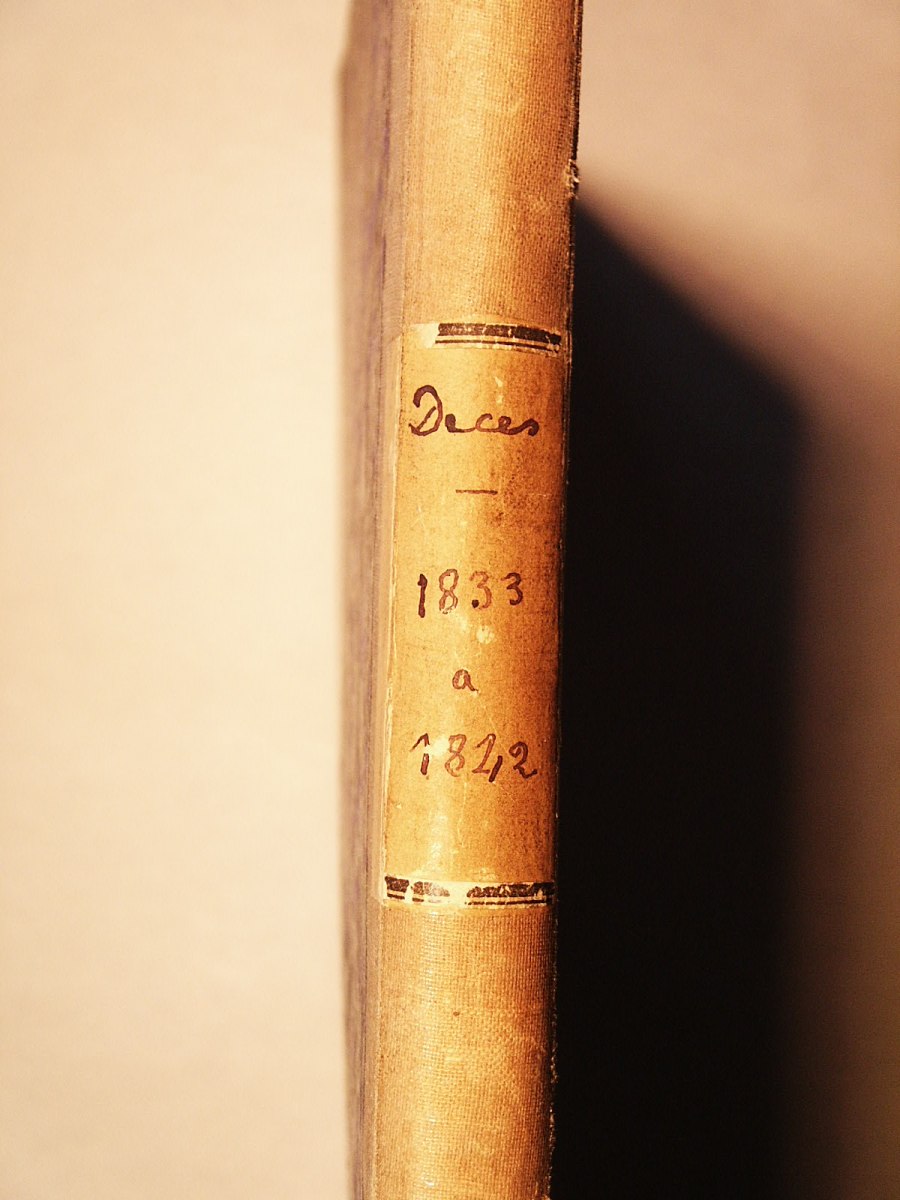 Deces
—
1833
a
1842